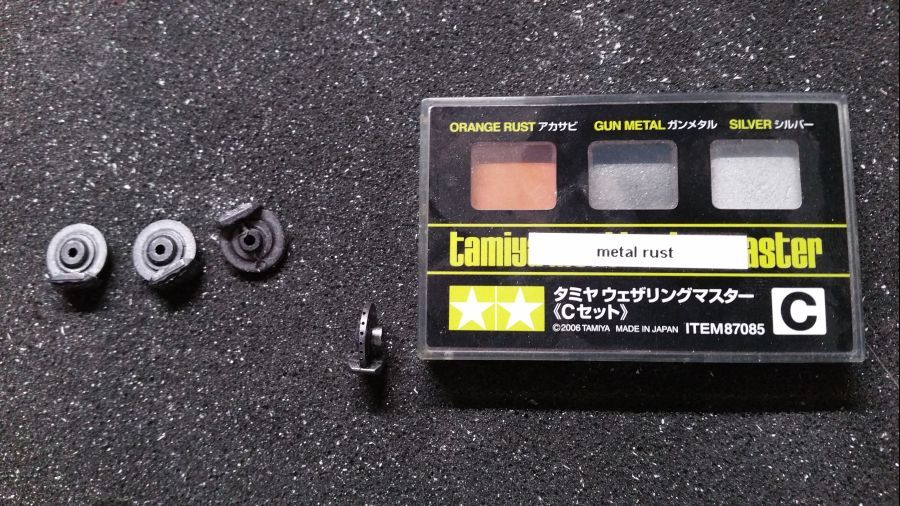 ORANGE RUST アカサビ GUN METAL ガンメタル SILVER シルバー
metal rust
タミヤ ウェザリングマスター
《Cセット》
©2006 TAMIYA MADE IN JAPAN ITEM87085
C